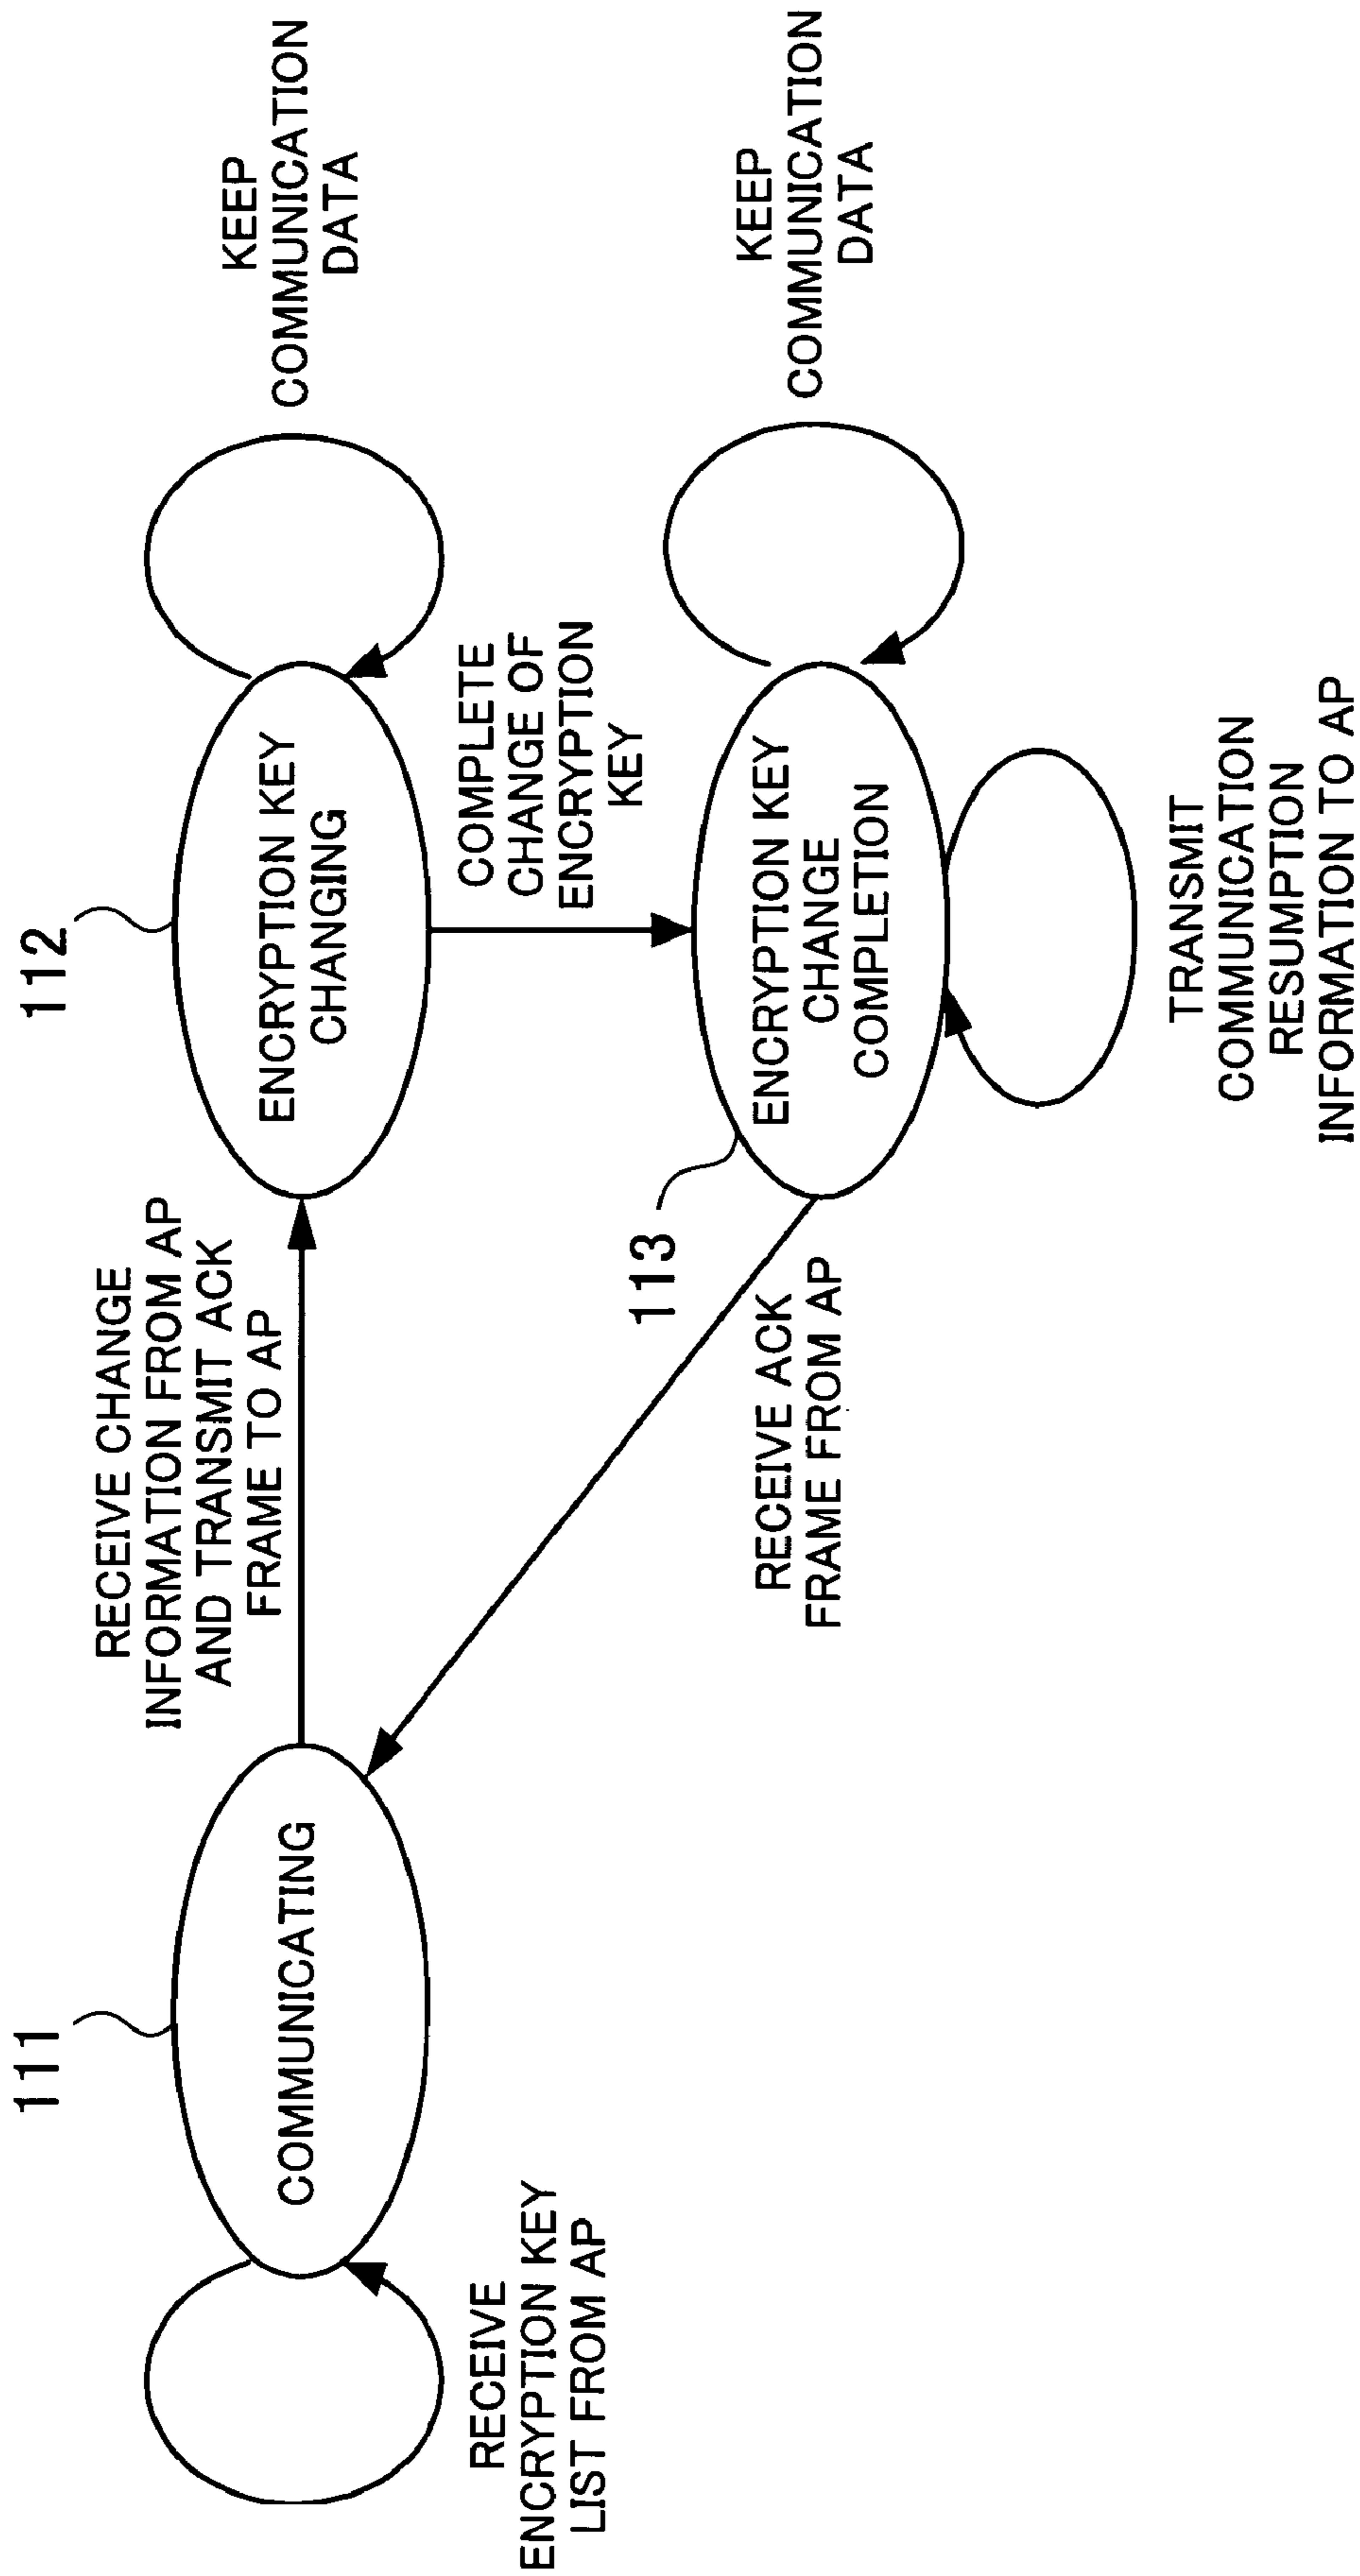 111
COMMUNICATING
RECEIVE
ENCRYPTION KEY
LIST FROM AP
RECEIVE CHANGE
INFORMATION FROM AP
AND TRANSMIT ACK
FRAME TO AP
112
ENCRYPTION KEY
CHANGING
KEEP
COMMUNICATION
DATA
COMPLETE
CHANGE OF
ENCRYPTION
KEY
113
ENCRYPTION KEY
CHANGE
COMPLETION
KEEP
COMMUNICATION
DATA
RECEIVE ACK
FRAME FROM AP
TRANSMIT
COMMUNICATION
RESUMPTION
INFORMATION TO AP